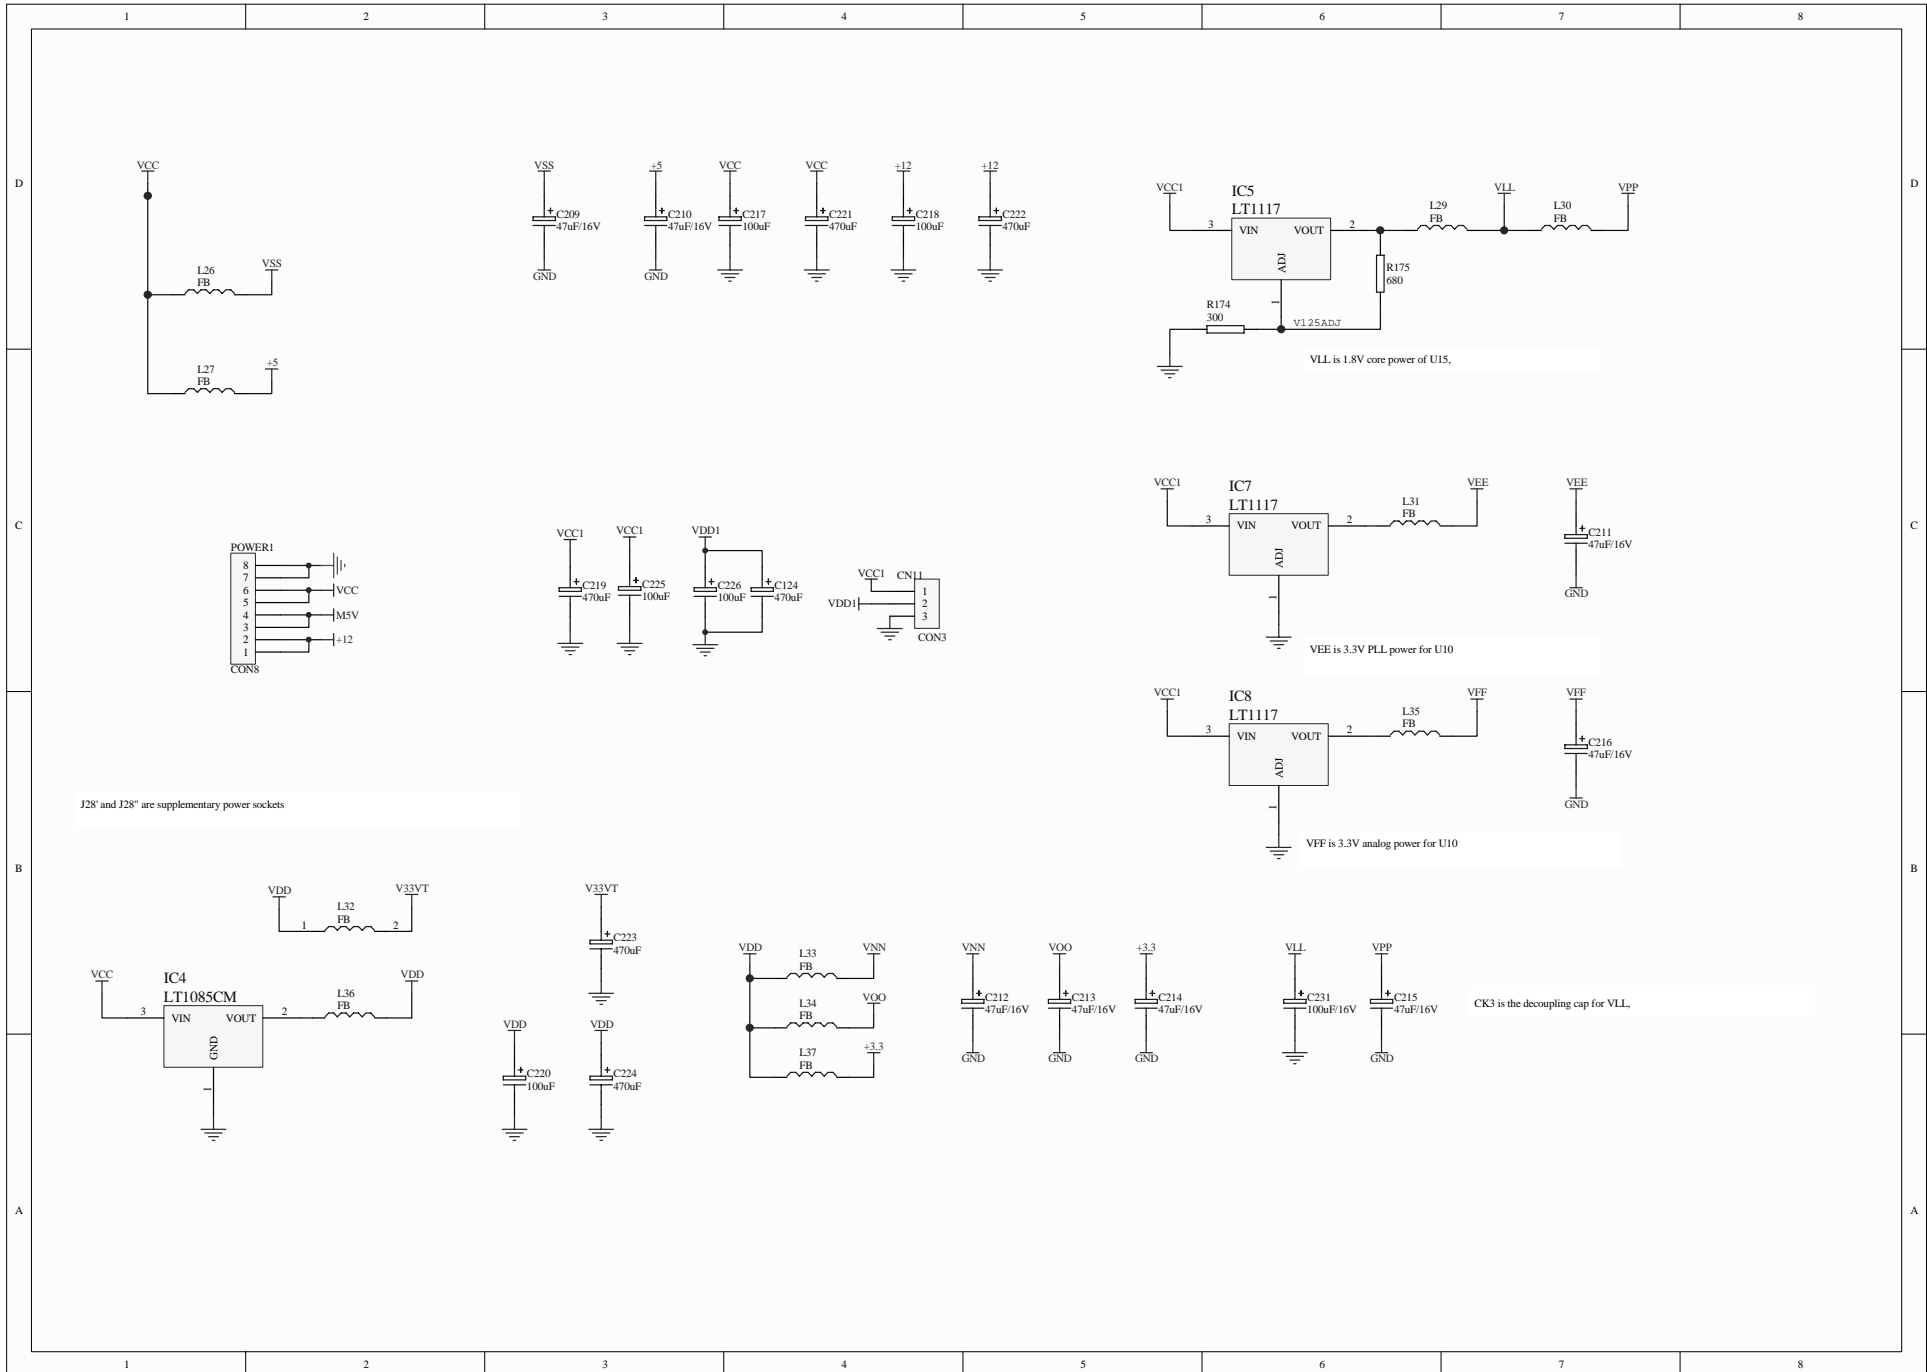 1 2 3 4 5 6 7 8
D D
VCC
L26
FB
VSS
L27
FB
+5
VSS
+
C209
47uF/16V
GND
+5
+
C210
47uF/16V
GND
VCC
+
C217
100uF
VCC
+
C221
470uF
+12
+
C218
100uF
+12
+
C222
470uF
VCC1
IC5
LT1117
3 VIN VOUT 2
ADJ
1
L29
FB
VLL
L30
FB
VPP
R175
680
R174
300
V125ADJ
VLL is 1.8V core power of U15,
C C
POWER1
8
7
6 VCC
5
4 M5V
3
2 +12
1
CON8
VCC1
+
C219
470uF
VCC1
+
C225
100uF
VDD1
+
C226
100uF
+
C124
470uF
VCC1 CN11
1
VDD1 2
3
CON3
VCC1
IC7
LT1117
3 VIN VOUT 2
ADJ
1
L31
FB
VEE
VEE
+
C211
47uF/16V
GND
VEE is 3.3V PLL power for U10
VCC1
IC8
LT1117
3 VIN VOUT 2
ADJ
1
L35
FB
VFF
VFF
+
C216
47uF/16V
GND
VFF is 3.3V analog power for U10
J28' and J28" are supplementary power sockets
B B
VDD
1
L32
FB
2
V33VT
VCC
IC4
LT1085CM
3 VIN VOUT 2
GND
1
L36
FB
VDD
V33VT
+
C223
470uF
VDD
+
C220
100uF
VDD
+
C224
470uF
VDD
L33
FB
VNN
L34
FB
VOO
L37
FB
+3.3
VNN
+
C212
47uF/16V
GND
VOO
+
C213
47uF/16V
GND
+3.3
+
C214
47uF/16V
GND
VLL
+
C231
100uF/16V
VPP
+
C215
47uF/16V
GND
CK3 is the decoupling cap for VLL,
A A
1 2 3 4 5 6 7 8